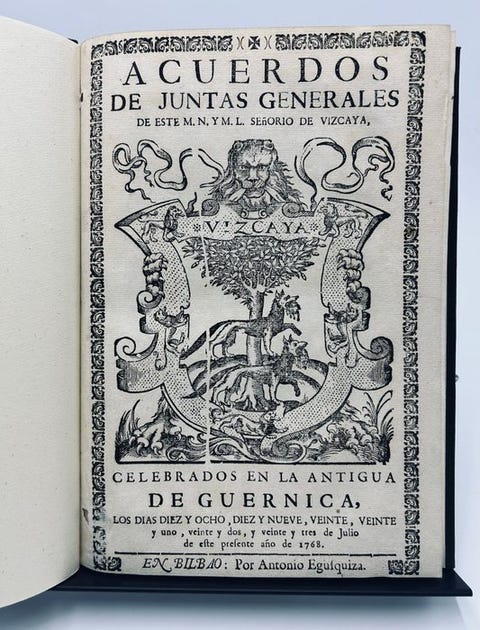 ACUERDOS
DE JUNTAS GENERALES
DE ESTE M. N. Y M. L. SEñORIO DE VIZCAYA,
VIZCAYA
CELEBRADOS EN LA ANTIGUA
DE GUERNICA,
LOS DIAS DIEZ Y OCHO, DIEZ Y NUEVE, VEINTE, VEINTE
y uno, veinte y dos, y veinte y tres de Julio
de este presente año de 1768.
EN BILBAO: Por Antonio Egusquiza.